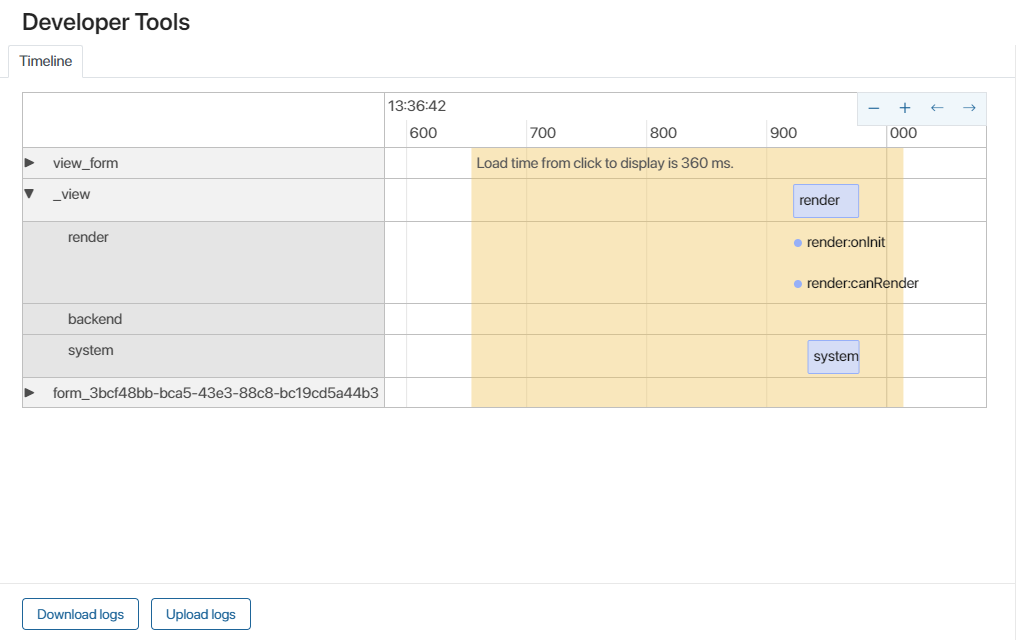 Developer Tools
Timeline
13:36:42
600 700 800 900 000
view_form Load time from click to display is 360 ms.
_view render
render render:onInit
render:canRender
backend
system system
form_3bcf48bb-bca5-43e3-88c8-bc19cd5a44b3
Download logs Upload logs